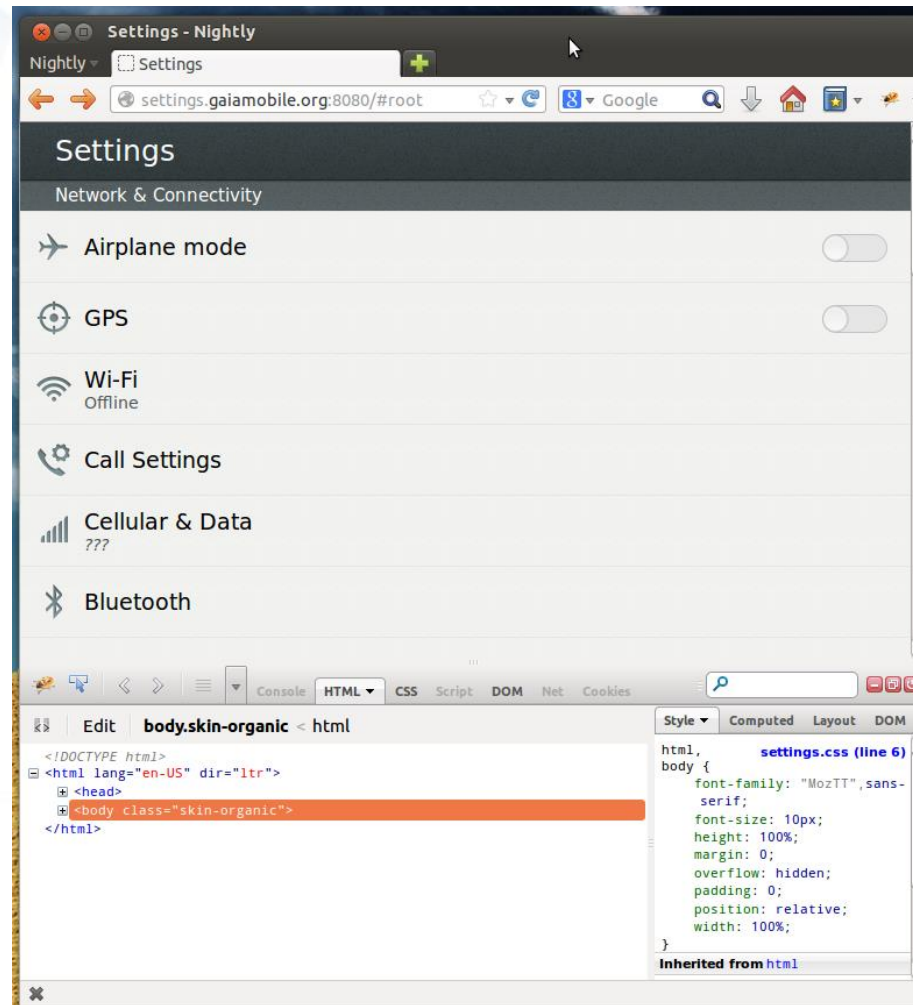 Settings - Nightly
Nightly
Settings
settings.gaiamobile.org:8080/#root
8 Google
Settings
Network & Connectivity
Airplane mode
GPS
Wi-Fi
Offline
Call Settings
Cellular & Data
???
Bluetooth
Console HTML CSS Script DOM Net Cookies
Edit body.skin-organic < html
<!DOCTYPE html>
<html lang="en-US" dir="ltr">
<head>
<body class="skin-organic">
</html>
Style Computed Layout DOM
html, settings.css (line 6)
body {
font-family: "MozTT",sans-
serif;
font-size: 10px;
height: 100%;
margin: 0;
overflow: hidden;
padding: 0;
position: relative;
width: 100%;
}
Inherited from html